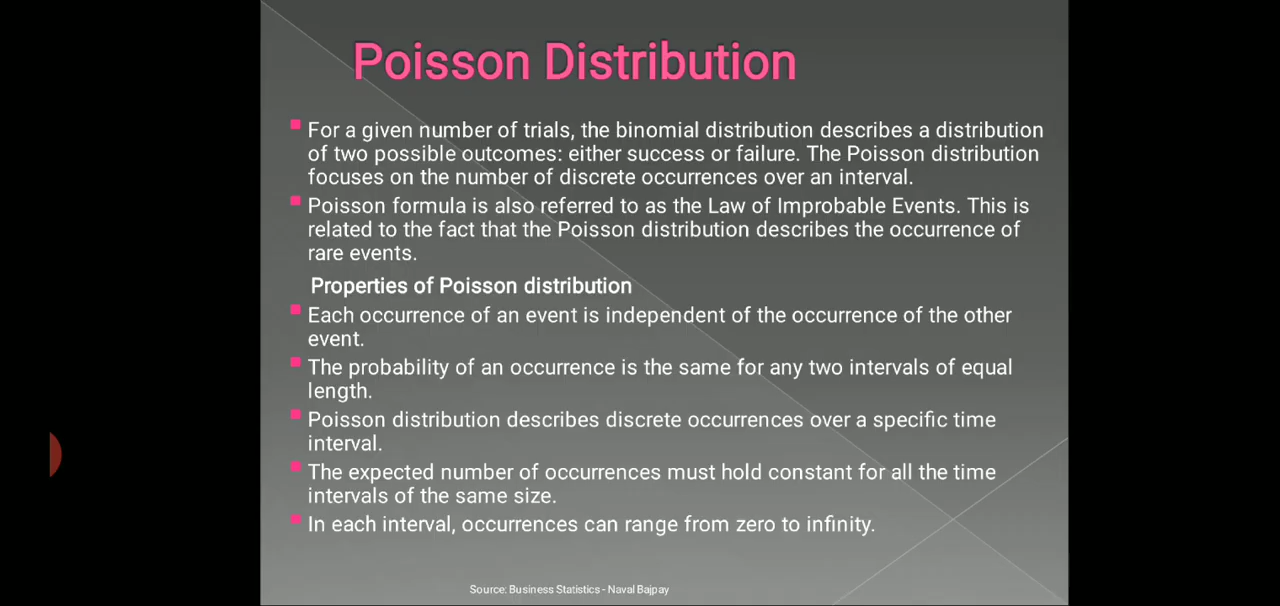 Poisson Distribution
For a given number of trials, the binomial distribution describes a distribution
of two possible outcomes: either success or failure. The Poisson distribution
focuses on the number of discrete occurrences over an interval.
Poisson formula is also referred to as the Law of Improbable Events. This is
related to the fact that the Poisson distribution describes the occurrence of
rare events.
Properties of Poisson distribution
Each occurrence of an event is independent of the occurrence of the other
event.
The probability of an occurrence is the same for any two intervals of equal
length.
Poisson distribution describes discrete occurrences over a specific time
interval.
The expected number of occurrences must hold constant for all the time
intervals of the same size.
In each interval, occurrences can range from zero to infinity.
Source: Business Statistics - Naval Bajpay